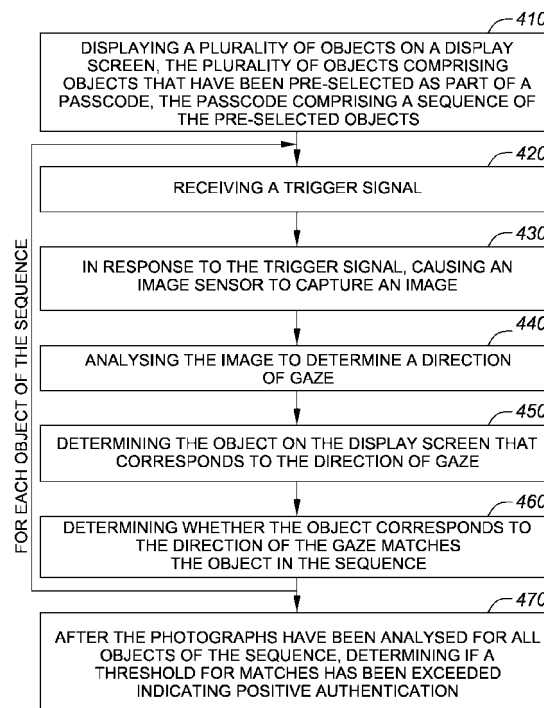 410
DISPLAYING A PLURALITY OF OBJECTS ON A DISPLAY
SCREEN, THE PLURALITY OF OBJECTS COMPRISING
OBJECTS THAT HAVE BEEN PRE-SELECTED AS PART OF A
PASSCODE, THE PASSCODE COMPRISING A SEQUENCE OF
THE PRE-SELECTED OBJECTS
420
RECEIVING A TRIGGER SIGNAL
430
IN RESPONSE TO THE TRIGGER SIGNAL, CAUSING AN
IMAGE SENSOR TO CAPTURE AN IMAGE
440
ANALYSING THE IMAGE TO DETERMINE A DIRECTION
OF GAZE
450
DETERMINING THE OBJECT ON THE DISPLAY SCREEN THAT
CORRESPONDS TO THE DIRECTION OF GAZE
460
DETERMINING WHETHER THE OBJECT CORRESPONDS TO
THE DIRECTION OF THE GAZE MATCHES
THE OBJECT IN THE SEQUENCE
FOR EACH OBJECT OF THE SEQUENCE
470
AFTER THE PHOTOGRAPHS HAVE BEEN ANALYSED FOR ALL
OBJECTS OF THE SEQUENCE, DETERMINING IF A
THRESHOLD FOR MATCHES HAS BEEN EXCEEDED
INDICATING POSITIVE AUTHENTICATION